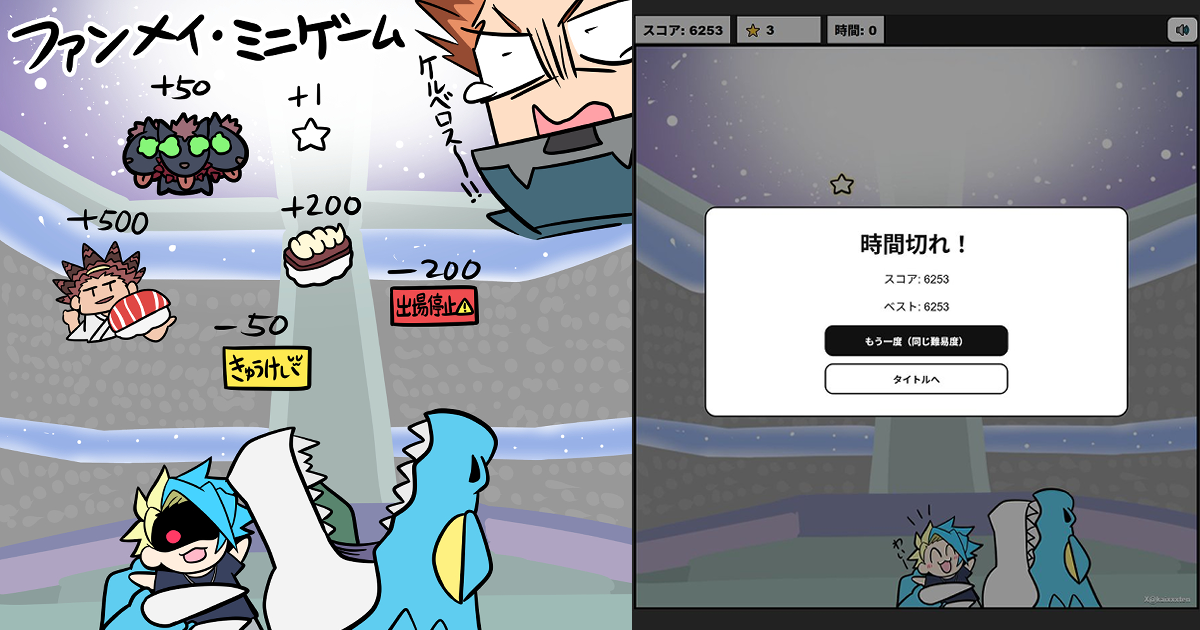 ファンメイ・ミニゲーム
+50
+1
ケルベロスー!!
+500
+200
-200
出場停止
-50
きゅうけい
スコア: 6253
3
時間: 0
時間切れ！
スコア: 6253
ベスト: 6253
もう一度（同じ難易度）
タイトルへ
わーい